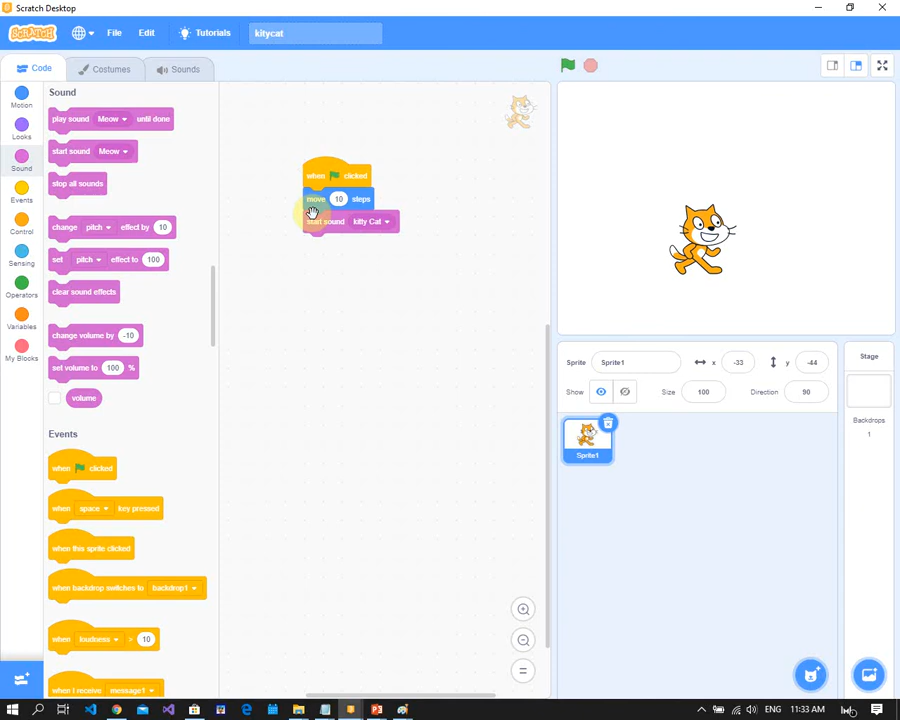 Scratch Desktop
SCRATCH
File
Edit
Tutorials
kitycat
Code
Costumes
Sounds
Motion
Looks
Sound
Events
Control
Sensing
Operators
Variables
My Blocks
Sound
play sound Meow until done
start sound Meow
stop all sounds
change pitch effect by 10
set pitch effect to 100
clear sound effects
change volume by -10
set volume to 100 %
volume
Events
when clicked
when space key pressed
when this sprite clicked
when backdrop switches to backdrop1
when loudness > 10
when I receive message1
when clicked
move 10 steps
start sound kitty Cat
Sprite Sprite1 x -33 y -44
Show Size 100 Direction 90
Sprite1
Stage
Backdrops
1
ENG 11:33 AM